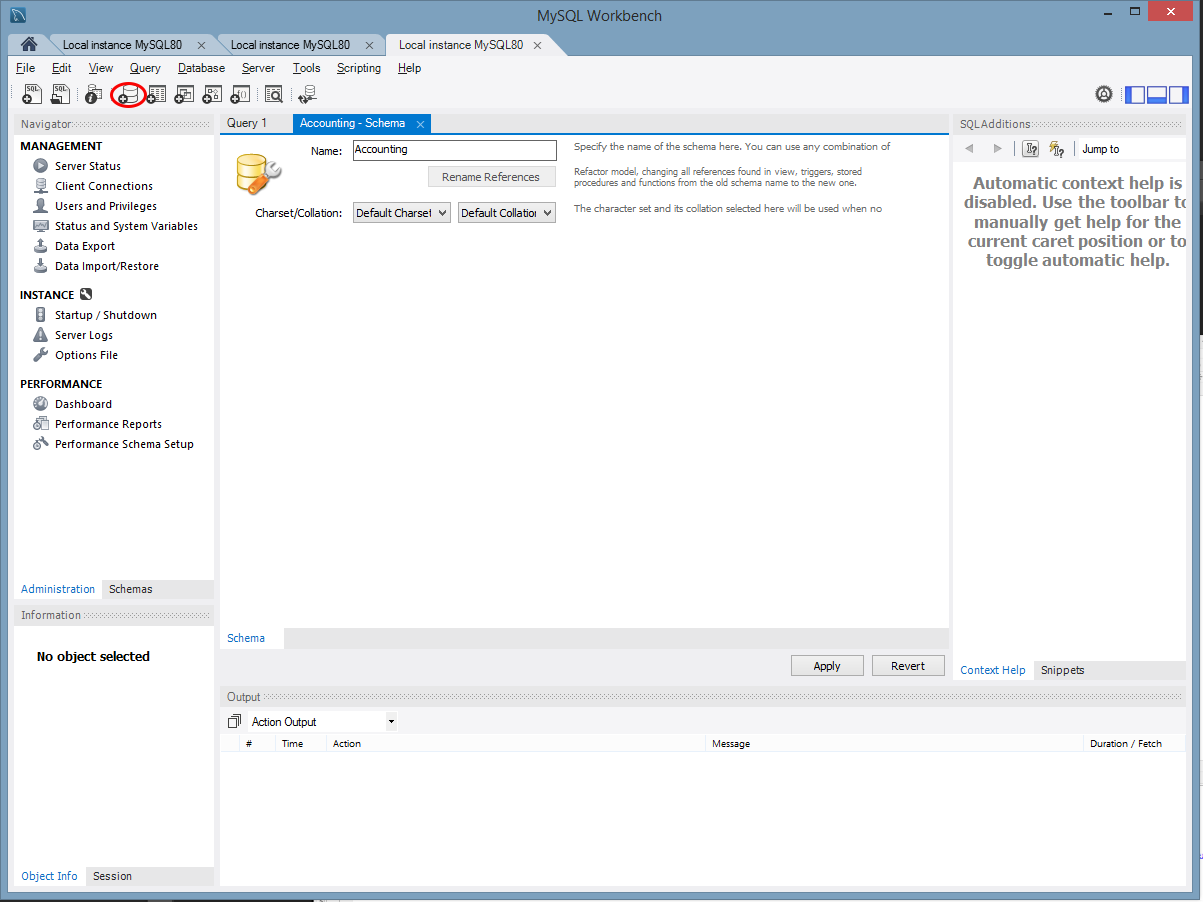 MySQL Workbench
Local instance MySQL80 Local instance MySQL80 Local instance MySQL80
File Edit View Query Database Server Tools Scripting Help
SQL SQL
Navigator
MANAGEMENT
Server Status
Client Connections
Users and Privileges
Status and System Variables
Data Export
Data Import/Restore
INSTANCE
Startup / Shutdown
Server Logs
Options File
PERFORMANCE
Dashboard
Performance Reports
Performance Schema Setup
Administration Schemas
Information
No object selected
Object Info Session
Query 1 Accounting - Schema
Name: Accounting
Specify the name of the schema here. You can use any combination of
Rename References
Refactor model, changing all references found in view, triggers, stored
procedures and functions from the old schema name to the new one.
Charset/Collation: Default Charset Default Collation
The character set and its collation selected here will be used when no
Schema
Apply Revert
Output
Action Output
# Time Action Message Duration / Fetch
SQLAdditions
Jump to
Automatic context help is
disabled. Use the toolbar to
manually get help for the
current caret position or to
toggle automatic help.
Context Help Snippets